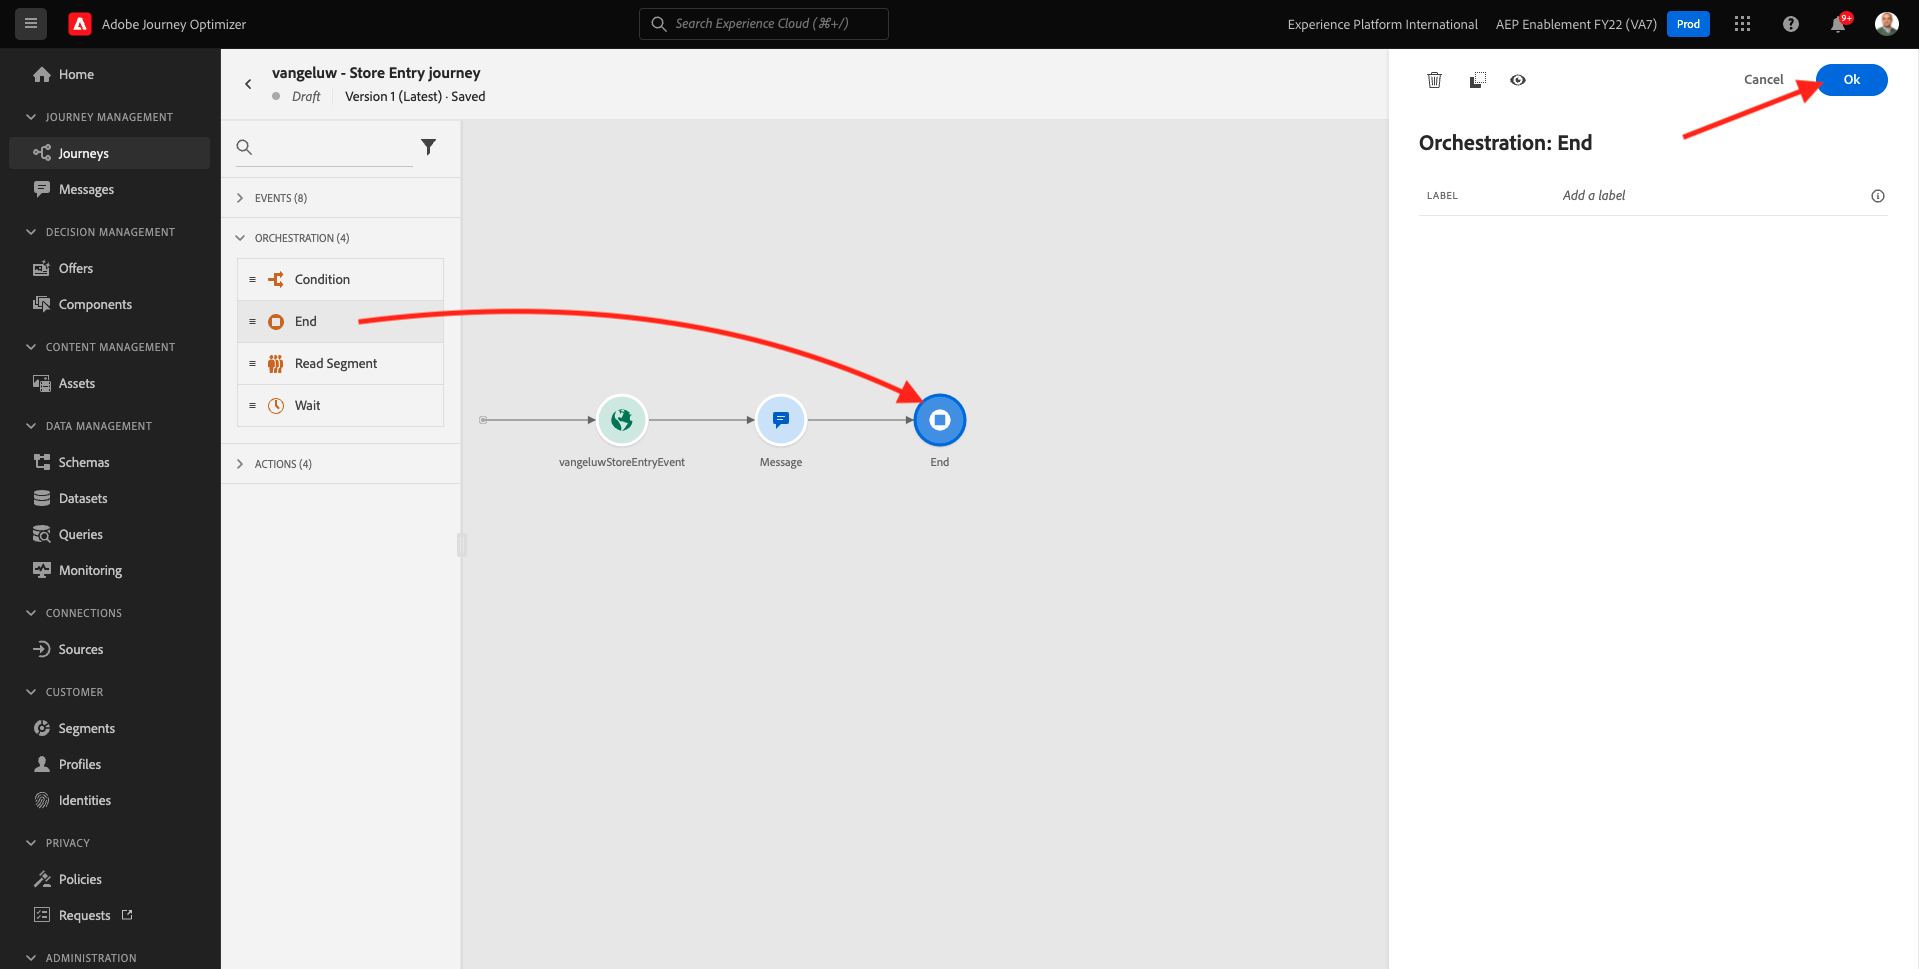 Adobe Journey Optimizer
Search Experience Cloud (⌘+/)
Experience Platform International
AEP Enablement FY22 (VA7)
Prod
9+
Home
JOURNEY MANAGEMENT
Journeys
Messages
DECISION MANAGEMENT
Offers
Components
CONTENT MANAGEMENT
Assets
DATA MANAGEMENT
Schemas
Datasets
Queries
Monitoring
CONNECTIONS
Sources
CUSTOMER
Segments
Profiles
Identities
PRIVACY
Policies
Requests
ADMINISTRATION
vangeluw - Store Entry journey
Draft
Version 1 (Latest) · Saved
EVENTS (8)
ORCHESTRATION (4)
Condition
End
Read Segment
Wait
ACTIONS (4)
vangeluwStoreEntryEvent
Message
End
Cancel
Ok
Orchestration: End
LABEL
Add a label